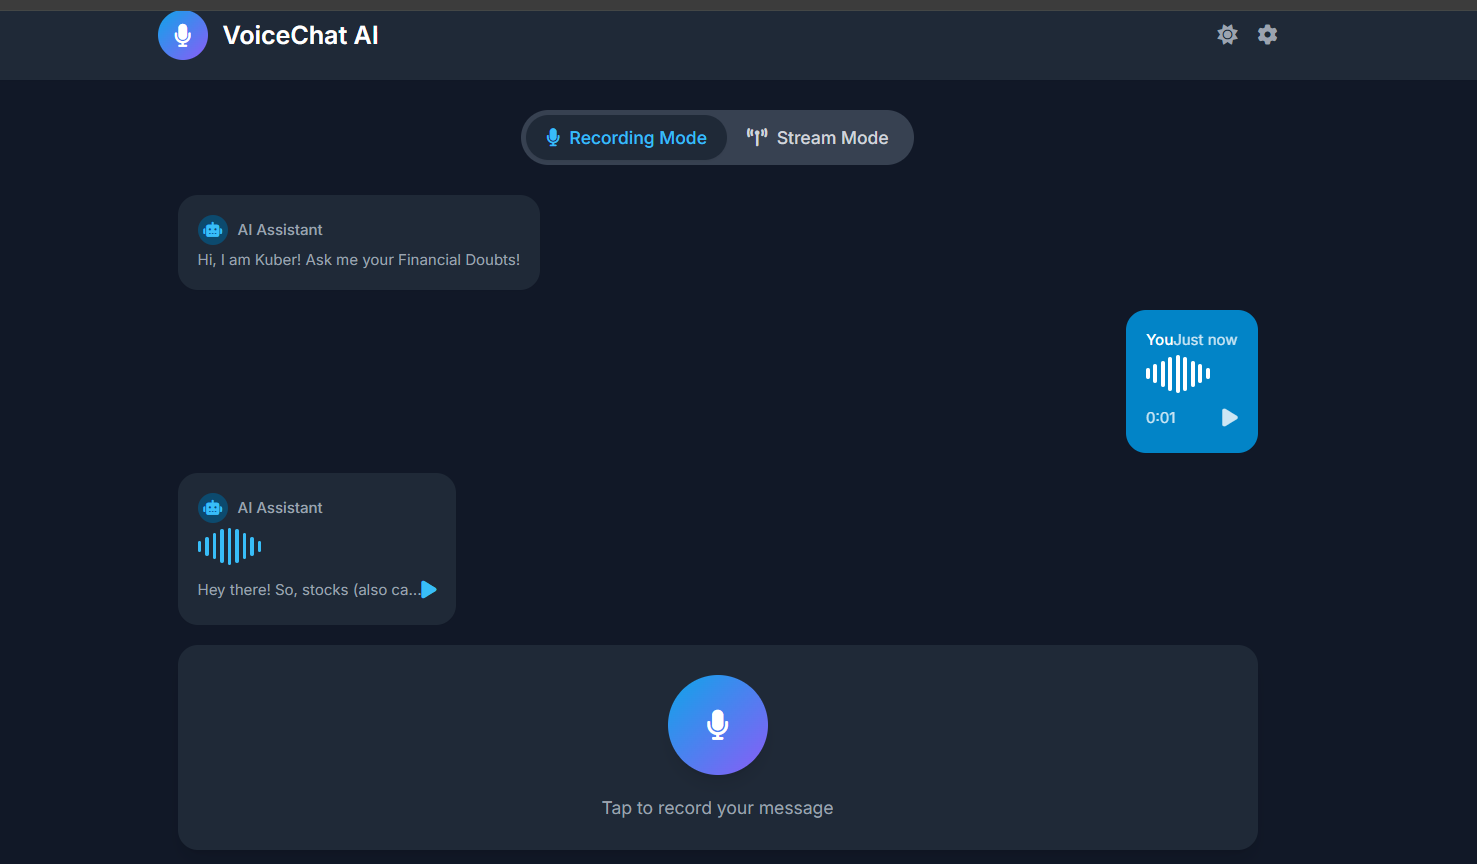 VoiceChat AI
Recording Mode
Stream Mode
AI Assistant
Hi, I am Kuber! Ask me your Financial Doubts!
YouJust now
0:01
AI Assistant
Hey there! So, stocks (also ca...
Tap to record your message